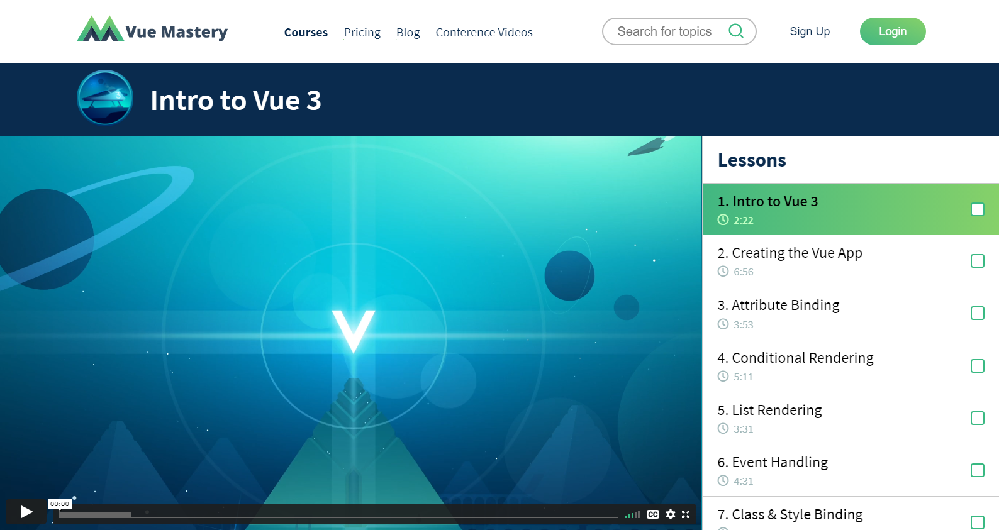 Vue Mastery
Courses Pricing Blog Conference Videos
Search for topics
Sign Up
Login
3
Intro to Vue 3
V
00:00
CC
Lessons
1. Intro to Vue 3
2:22
2. Creating the Vue App
6:56
3. Attribute Binding
3:53
4. Conditional Rendering
5:11
5. List Rendering
3:31
6. Event Handling
4:31
7. Class & Style Binding